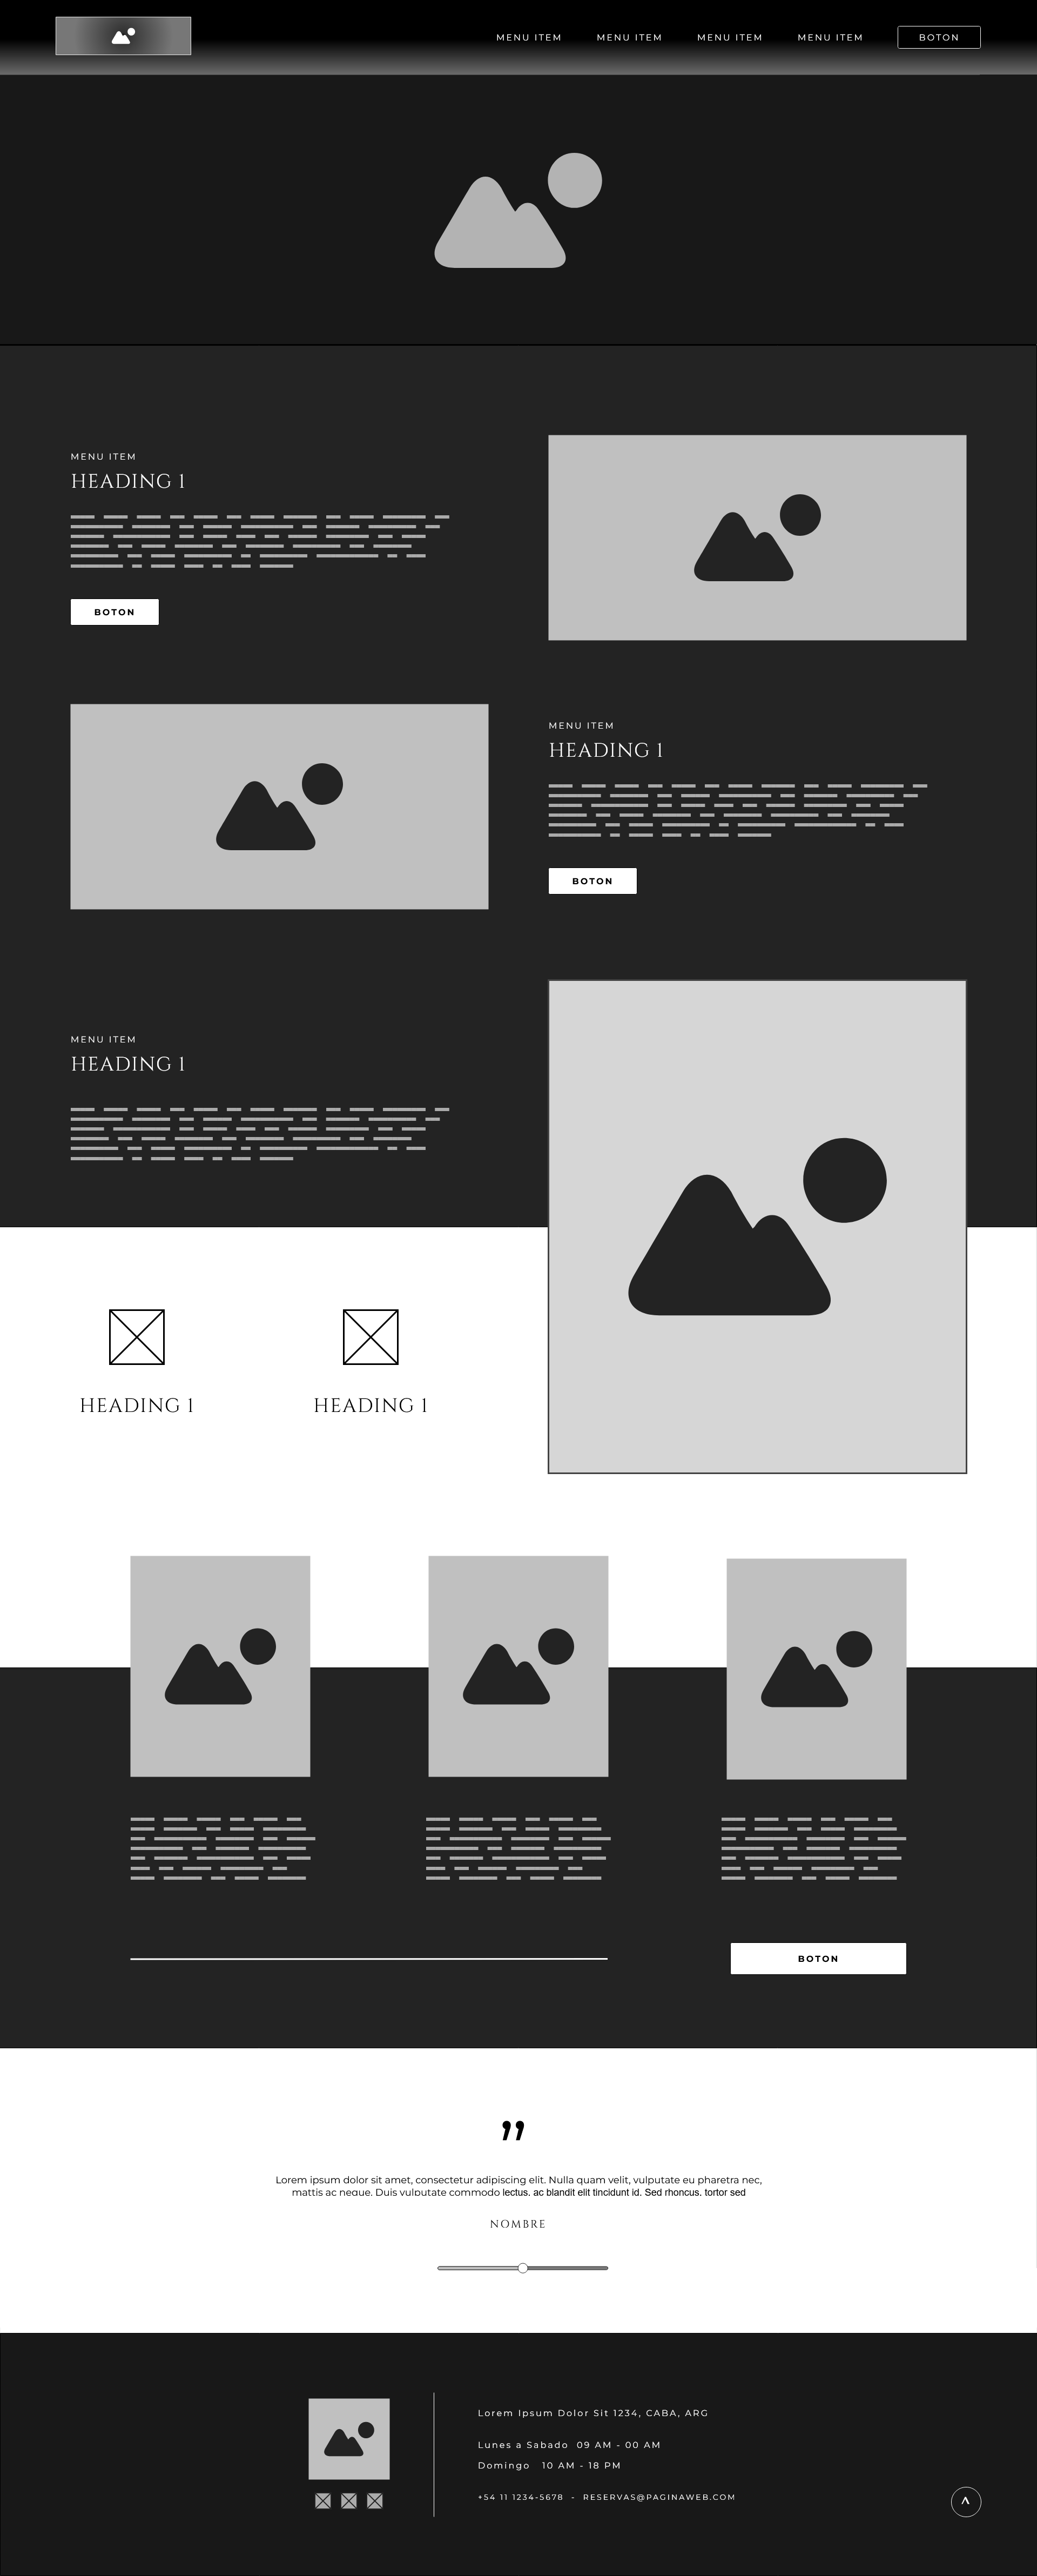 MENU ITEM MENU ITEM MENU ITEM MENU ITEM BOTON
MENU ITEM
HEADING 1
BOTON
MENU ITEM
HEADING 1
BOTON
MENU ITEM
HEADING 1
HEADING 1 HEADING 1
BOTON
”
Lorem ipsum dolor sit amet, consectetur adipiscing elit. Nulla quam velit, vulputate eu pharetra nec,
mattis ac neque. Duis vulputate commodo lectus. ac blandit elit tincidunt id. Sed rhoncus. tortor sed
NOMBRE
Lorem Ipsum Dolor Sit 1234, CABA, ARG
Lunes a Sabado 09 AM - 00 AM
Domingo 10 AM - 18 PM
+54 11 1234-5678 - RESERVAS@PAGINAWEB.COM
^